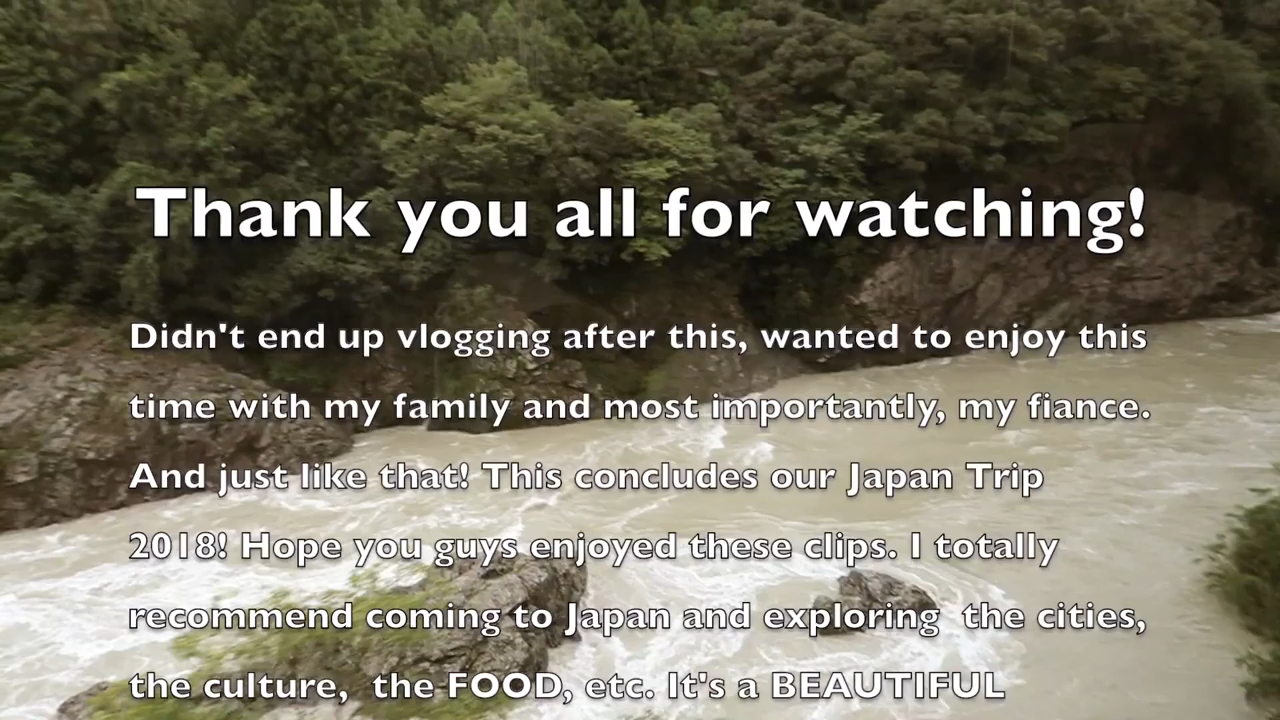 Thank you all for watching!
Didn't end up vlogging after this, wanted to enjoy this
time with my family and most importantly, my fiance.
And just like that! This concludes our Japan Trip
2018! Hope you guys enjoyed these clips. I totally
recommend coming to Japan and exploring  the cities,
the culture,  the FOOD, etc. It's a BEAUTIFUL